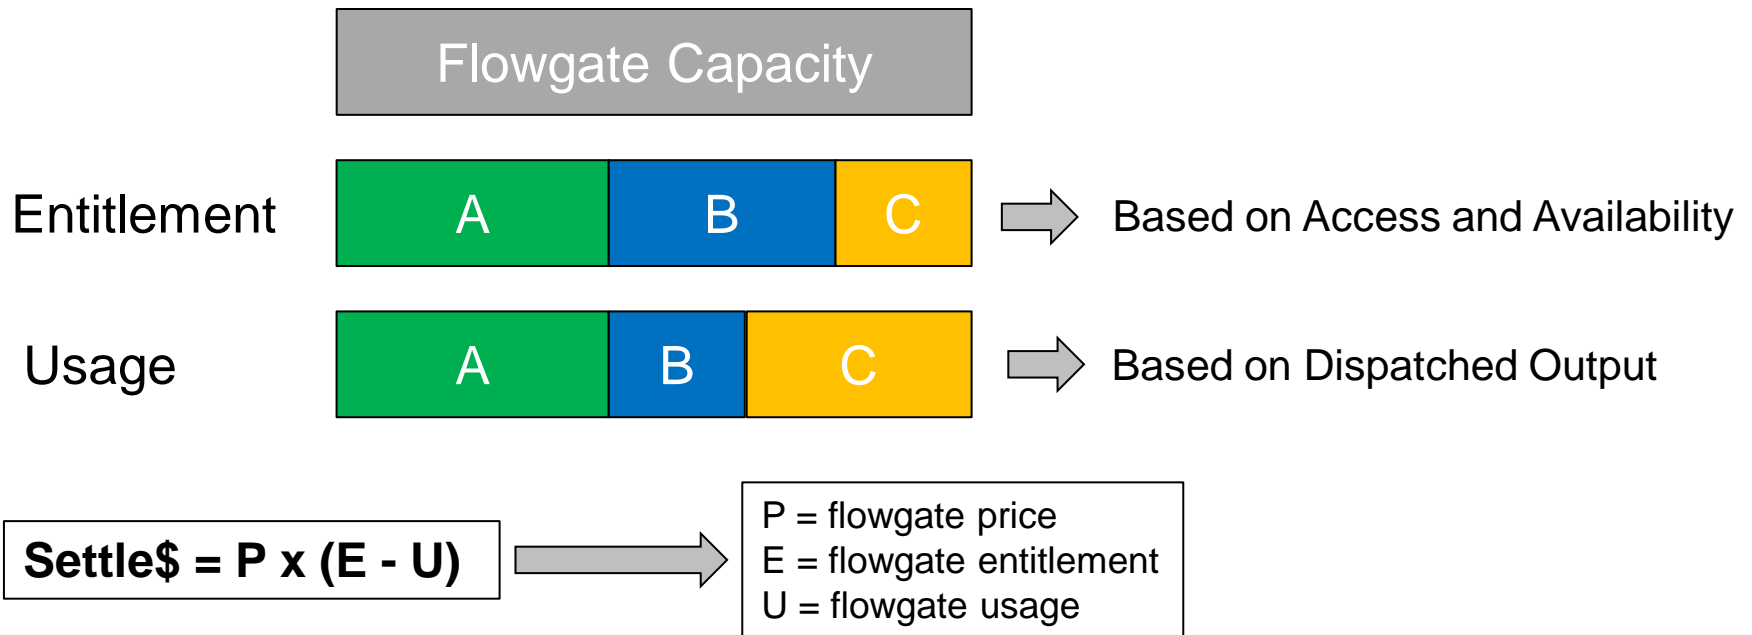 Flowgate Capacity
Entitlement
A
B
C
Based on Access and Availability
Usage
A
B
C
Based on Dispatched Output
Settle$ = P x (E - U)
P = flowgate price
E = flowgate entitlement
U = flowgate usage